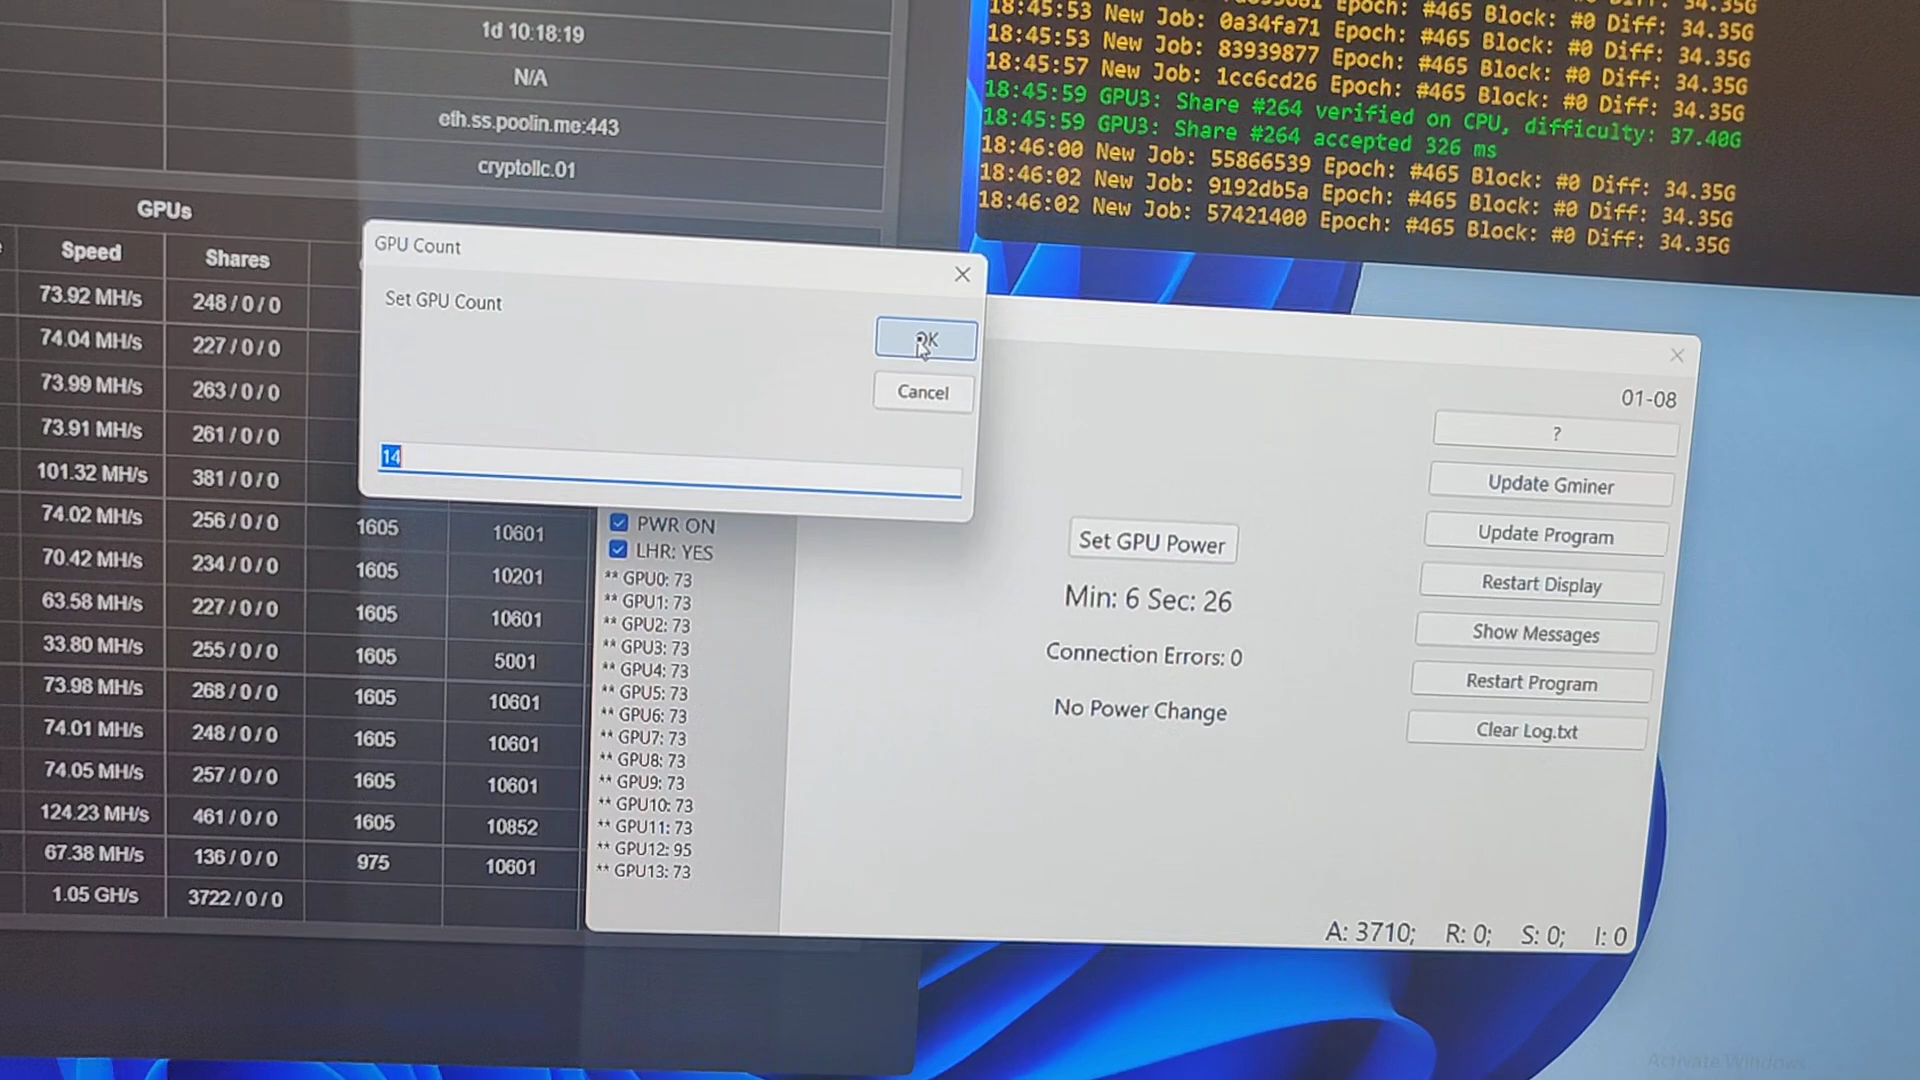 1d 10:18:19
N/A
eth.ss.poolin.me:443
cryptollc.01
GPUs
Speed Shares
73.92 MH/s 248 / 0 / 0
74.04 MH/s 227 / 0 / 0
73.99 MH/s 263 / 0 / 0
73.91 MH/s 261 / 0 / 0
101.32 MH/s 381 / 0 / 0
74.02 MH/s 256 / 0 / 0 1605 10601
70.42 MH/s 234 / 0 / 0 1605 10201
63.58 MH/s 227 / 0 / 0 1605 10601
33.80 MH/s 255 / 0 / 0 1605 5001
73.98 MH/s 268 / 0 / 0 1605 10601
74.01 MH/s 248 / 0 / 0 1605 10601
74.05 MH/s 257 / 0 / 0 1605 10601
124.23 MH/s 461 / 0 / 0 1605 10852
67.38 MH/s 136 / 0 / 0 975 10601
1.05 GH/s 3722 / 0 / 0
Epoch: #465 Block: #0 Diff: 34.35G
18:45:53 New Job: 0a34fa71 Epoch: #465 Block: #0 Diff: 34.35G
18:45:53 New Job: 83939877 Epoch: #465 Block: #0 Diff: 34.35G
18:45:57 New Job: 1cc6cd26 Epoch: #465 Block: #0 Diff: 34.35G
18:45:59 GPU3: Share #264 verified on CPU, difficulty: 37.40G
18:45:59 GPU3: Share #264 accepted 326 ms
18:46:00 New Job: 55866539 Epoch: #465 Block: #0 Diff: 34.35G
18:46:02 New Job: 9192db5a Epoch: #465 Block: #0 Diff: 34.35G
18:46:02 New Job: 57421400 Epoch: #465 Block: #0 Diff: 34.35G
GPU Count
Set GPU Count
OK
Cancel
14
PWR ON
LHR: YES
** GPU0: 73
** GPU1: 73
** GPU2: 73
** GPU3: 73
** GPU4: 73
** GPU5: 73
** GPU6: 73
** GPU7: 73
** GPU8: 73
** GPU9: 73
** GPU10: 73
** GPU11: 73
** GPU12: 95
** GPU13: 73
Set GPU Power
Min: 6 Sec: 26
Connection Errors: 0
No Power Change
01-08
?
Update Gminer
Update Program
Restart Display
Show Messages
Restart Program
Clear Log.txt
A: 3710; R: 0; S: 0; I: 0
Activate Windows